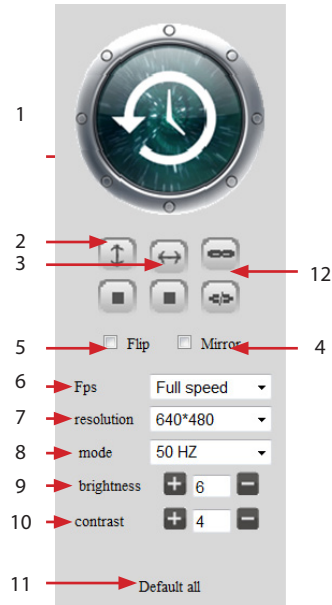 1
2
3
12
5 Flip Mirror 4
6 Fps Full speed
7 resolution 640*480
8 mode 50 HZ
9 brightness + 6 −
10 contrast + 4 −
11 Default all